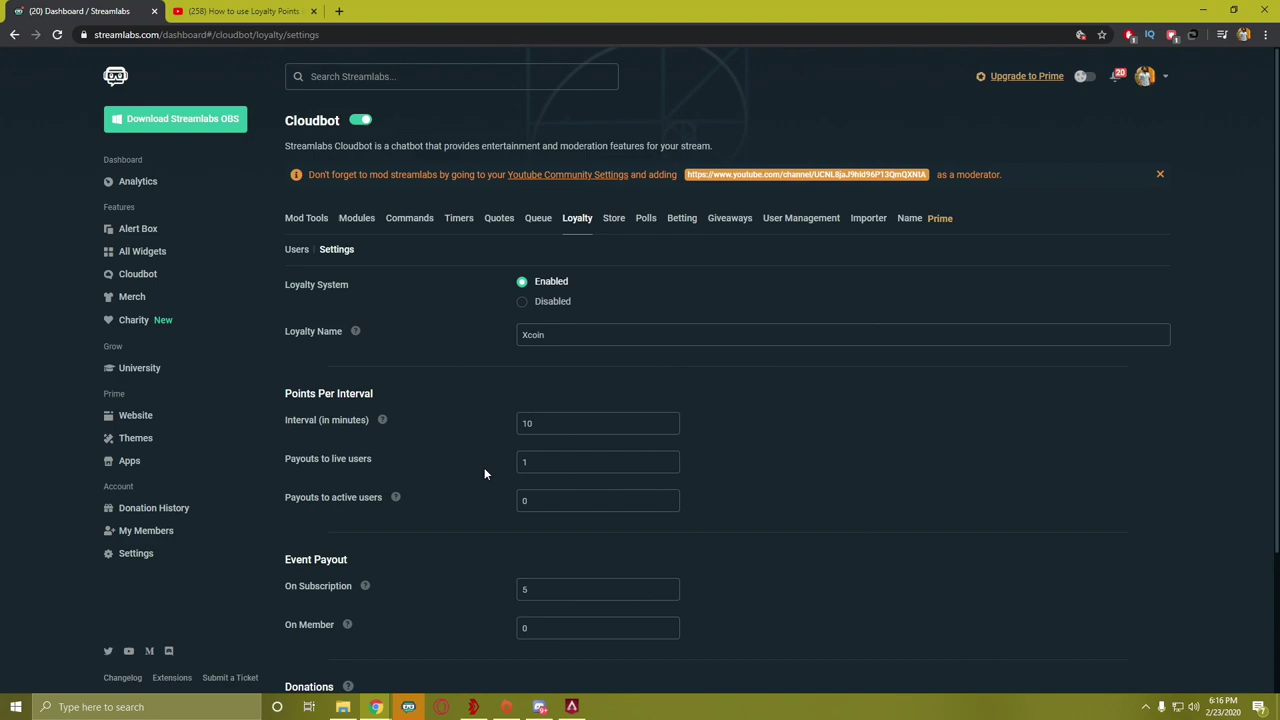 (20) Dashboard / Streamlabs
(258) How to use Loyalty Points
streamlabs.com/dashboard#/cloudbot/loyalty/settings
Search Streamlabs...
Upgrade to Prime
20
Download Streamlabs OBS
Dashboard
Analytics
Features
Alert Box
All Widgets
Cloudbot
Merch
Charity New
Grow
University
Prime
Website
Themes
Apps
Account
Donation History
My Members
Settings
Changelog Extensions Submit a Ticket
Cloudbot
Streamlabs Cloudbot is a chatbot that provides entertainment and moderation features for your stream.
Don't forget to mod streamlabs by going to your Youtube Community Settings and adding https://www.youtube.com/channel/UCNL8jaJ9hId96P13QmQXNtA as a moderator.
Mod Tools Modules Commands Timers Quotes Queue Loyalty Store Polls Betting Giveaways User Management Importer Name Prime
Users Settings
Loyalty System
Enabled
Disabled
Loyalty Name ?
Xcoin
Points Per Interval
Interval (in minutes) ? 10
Payouts to live users 1
Payouts to active users ? 0
Event Payout
On Subscription ? 5
On Member ? 0
Donations ?
Type here to search
6:16 PM
2/23/2020